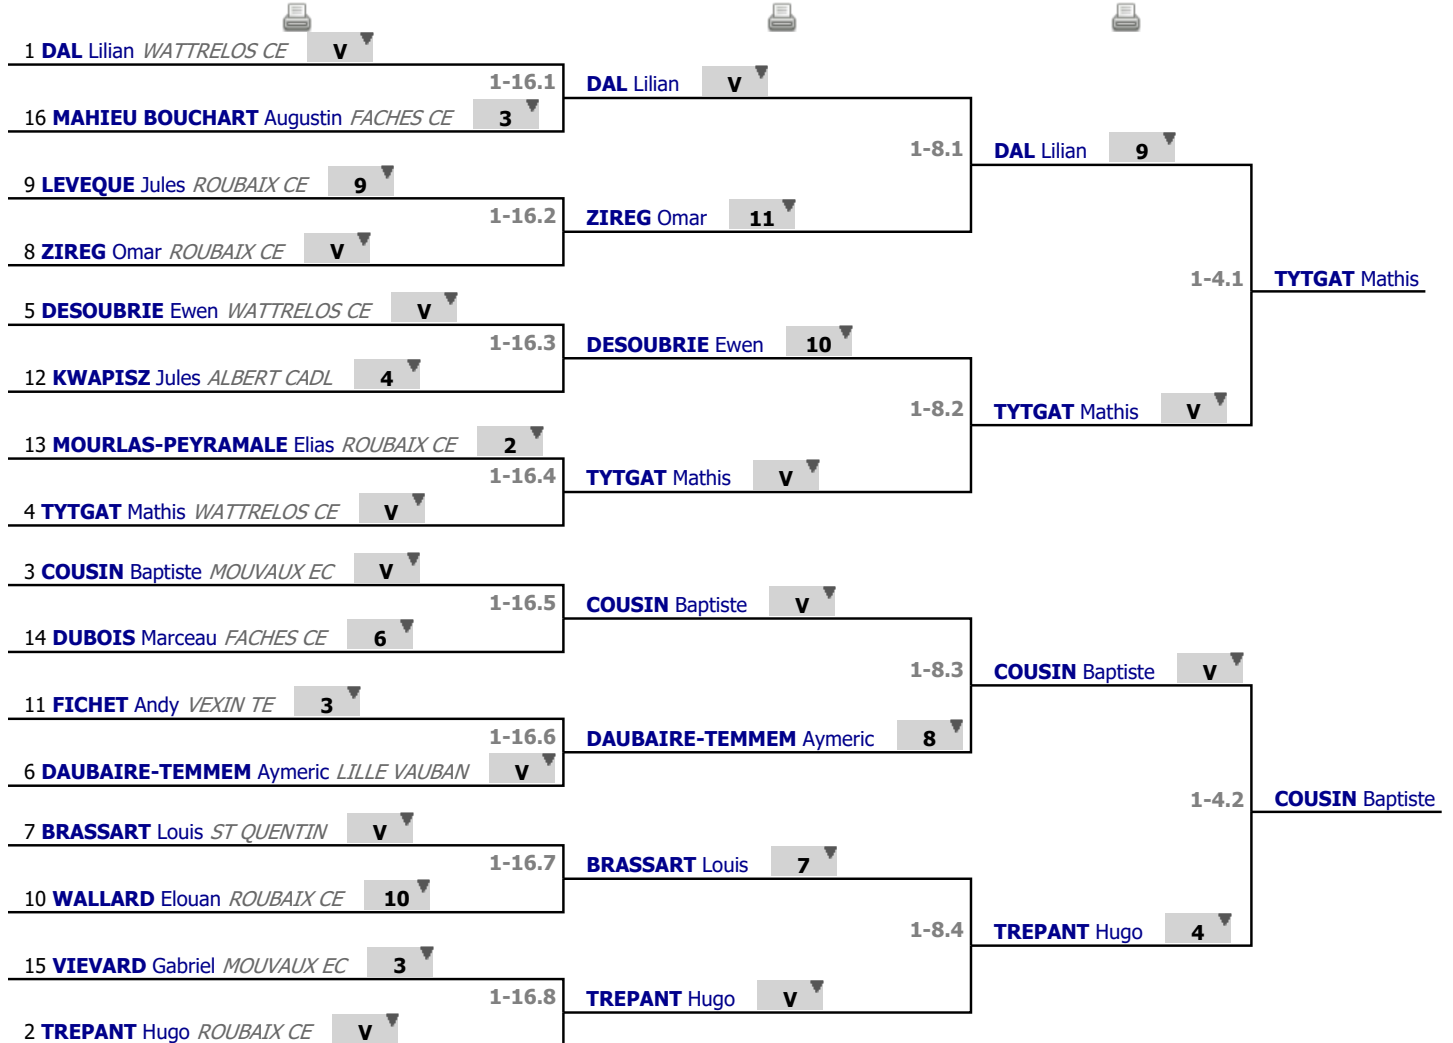 1 DAL Lilian WATTRELOS CE V
1-16.1
16 MAHIEU BOUCHART Augustin FACHES CE 3
9 LEVEQUE Jules ROUBAIX CE 9
1-16.2
8 ZIREG Omar ROUBAIX CE V
5 DESOUBRIE Ewen WATTRELOS CE V
1-16.3
12 KWAPISZ Jules ALBERT CADL 4
13 MOURLAS-PEYRAMALE Elias ROUBAIX CE 2
1-16.4
4 TYTGAT Mathis WATTRELOS CE V
3 COUSIN Baptiste MOUVAUX EC V
1-16.5
14 DUBOIS Marceau FACHES CE 6
11 FICHET Andy VEXIN TE 3
1-16.6
6 DAUBAIRE-TEMMEM Aymeric LILLE VAUBAN V
7 BRASSART Louis ST QUENTIN V
1-16.7
10 WALLARD Elouan ROUBAIX CE 10
15 VIEVARD Gabriel MOUVAUX EC 3
1-16.8
2 TREPANT Hugo ROUBAIX CE V
DAL Lilian V
1-8.1
ZIREG Omar 11
DESOUBRIE Ewen 10
1-8.2
TYTGAT Mathis V
COUSIN Baptiste V
1-8.3
DAUBAIRE-TEMMEM Aymeric 8
BRASSART Louis 7
1-8.4
TREPANT Hugo V
DAL Lilian 9
1-4.1
TYTGAT Mathis V
COUSIN Baptiste V
1-4.2
TREPANT Hugo 4
TYTGAT Mathis
COUSIN Baptiste